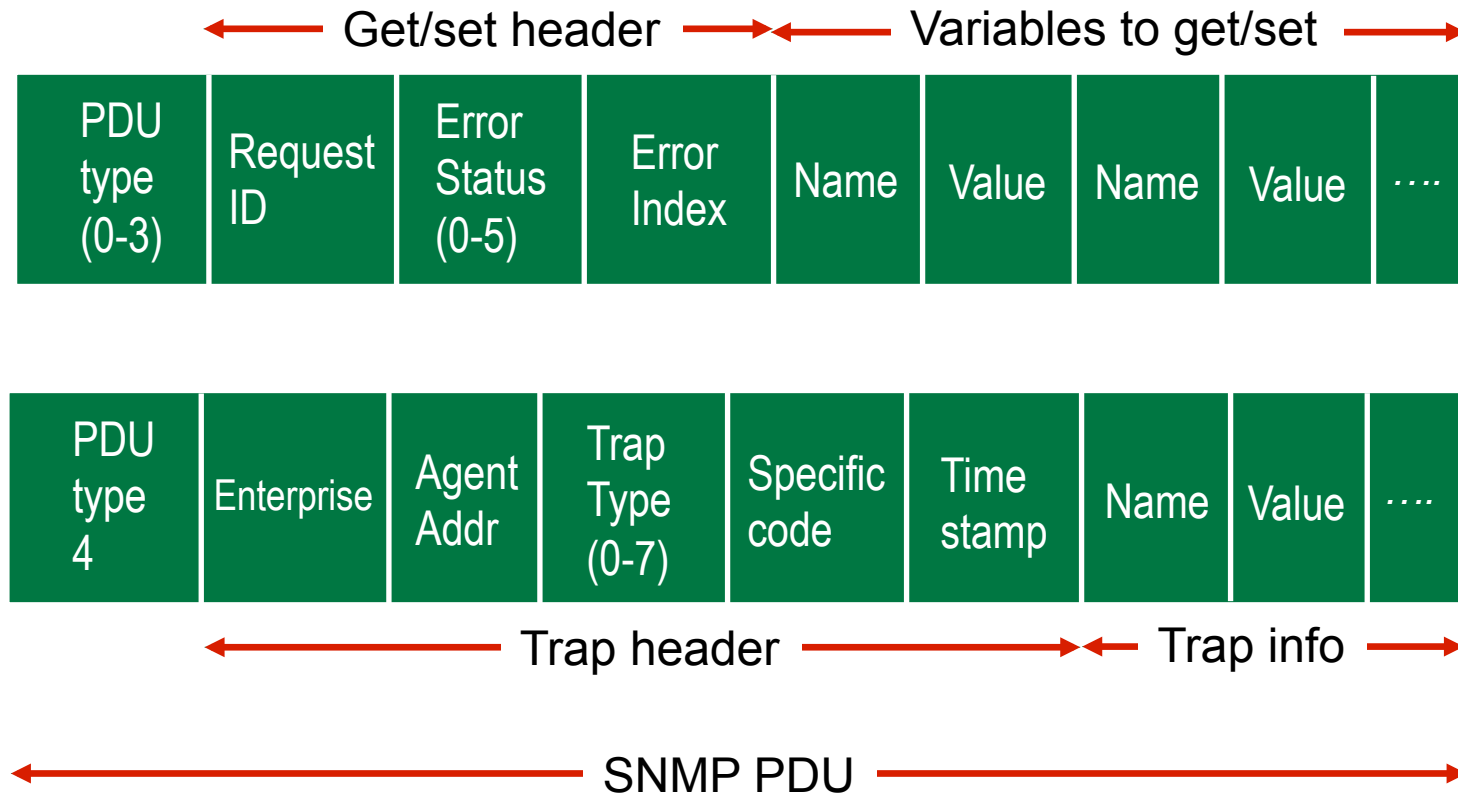 Get/set header
Variables to get/set
PDU
type
(0-3)
Request
ID
Error
Status
(0-5)
Error
Index
Name
Value
Name
Value
....
PDU
type
4
Enterprise
Agent
Addr
Trap
Type
(0-7)
Specific
code
Time
stamp
Name
Value
....
Trap header
Trap info
SNMP PDU